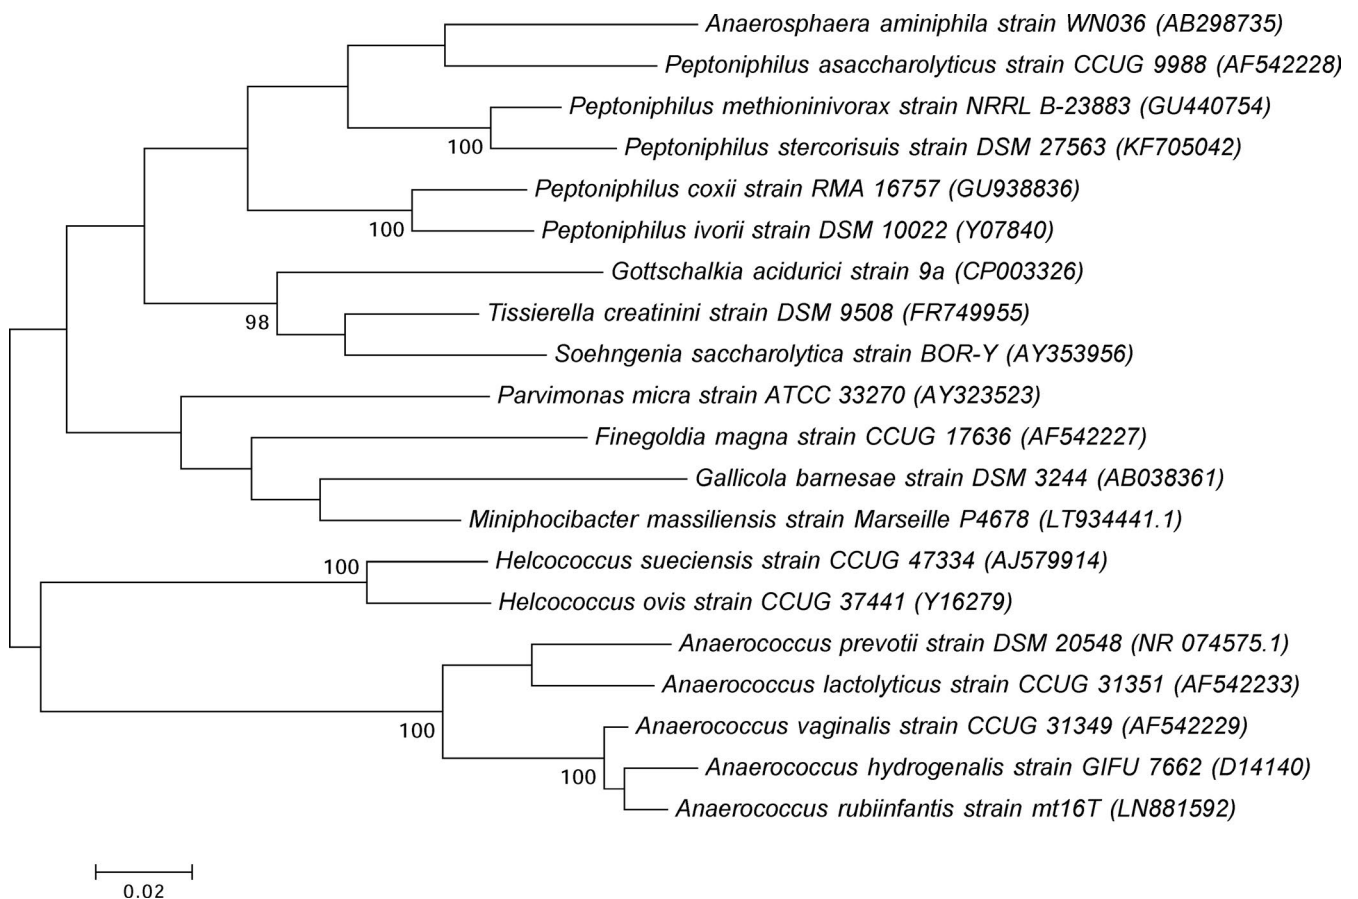 Anaerosphaera aminiphila strain WN036 (AB298735)
Peptoniphilus asaccharolyticus strain CCUG 9988 (AF542228)
Peptoniphilus methioninivorax strain NRRL B-23883 (GU440754)
100
Peptoniphilus stercorisuis strain DSM 27563 (KF705042)
Peptoniphilus coxii strain RMA 16757 (GU938836)
100
Peptoniphilus ivorii strain DSM 10022 (Y07840)
Gottschalkia acidurici strain 9a (CP003326)
Tissierella creatinini strain DSM 9508 (FR749955)
98
Soehngenia saccharolytica strain BOR-Y (AY353956)
Parvimonas micra strain ATCC 33270 (AY323523)
Finegoldia magna strain CCUG 17636 (AF542227)
Gallicola barnesae strain DSM 3244 (AB038361)
Miniphocibacter massiliensis strain Marseille P4678 (LT934441.1)
Helcococcus sueciensis strain CCUG 47334 (AJ579914)
100
Helcococcus ovis strain CCUG 37441 (Y16279)
Anaerococcus prevotii strain DSM 20548 (NR 074575.1)
Anaerococcus lactolyticus strain CCUG 31351 (AF542233)
Anaerococcus vaginalis strain CCUG 31349 (AF542229)
100
Anaerococcus hydrogenalis strain GIFU 7662 (D14140)
100
Anaerococcus rubiinfantis strain mt16T (LN881592)
0.02